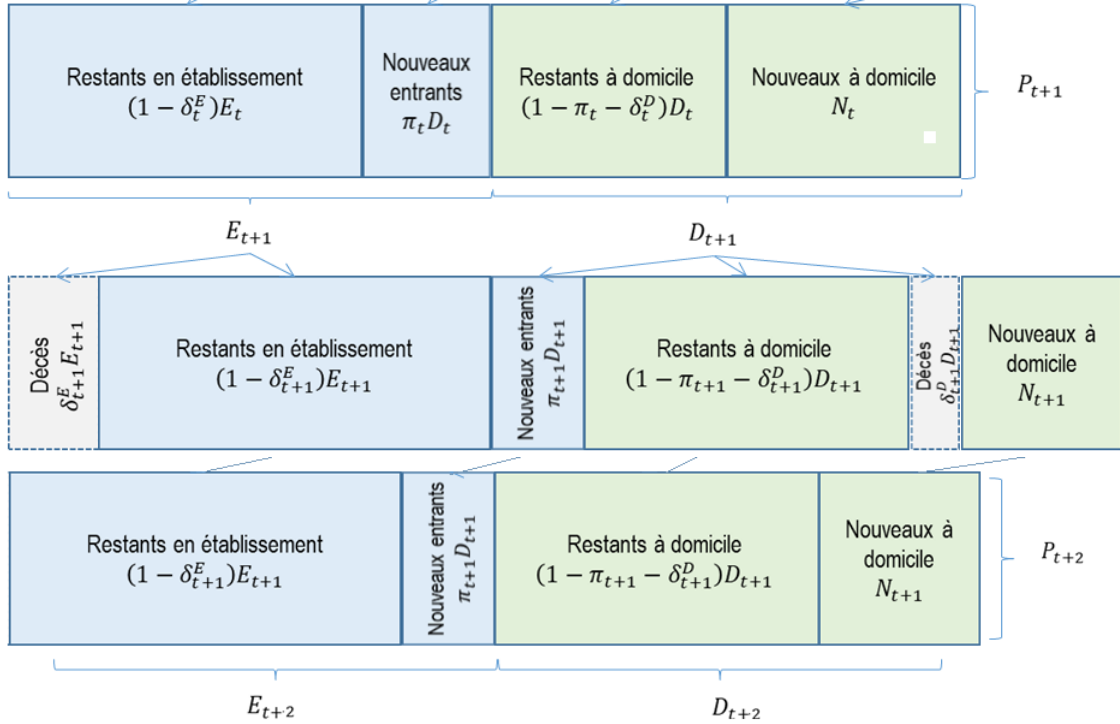 Restants en établissement
(1 − δ_t^E)E_t
Nouveaux
entrants
π_t D_t
Restants à domicile
(1 − π_t − δ_t^D)D_t
Nouveaux à domicile
N_t
P_{t+1}
E_{t+1}
D_{t+1}
Décès
δ_{t+1}^E E_{t+1}
Restants en établissement
(1 − δ_{t+1}^E)E_{t+1}
Nouveaux entrants
π_{t+1} D_{t+1}
Restants à domicile
(1 − π_{t+1} − δ_{t+1}^D)D_{t+1}
Décès
δ_{t+1}^D D_{t+1}
Nouveaux à
domicile
N_{t+1}
Restants en établissement
(1 − δ_{t+1}^E)E_{t+1}
Nouveaux entrants
π_{t+1} D_{t+1}
Restants à domicile
(1 − π_{t+1} − δ_{t+1}^D)D_{t+1}
Nouveaux à
domicile
N_{t+1}
P_{t+2}
E_{t+2}
D_{t+2}